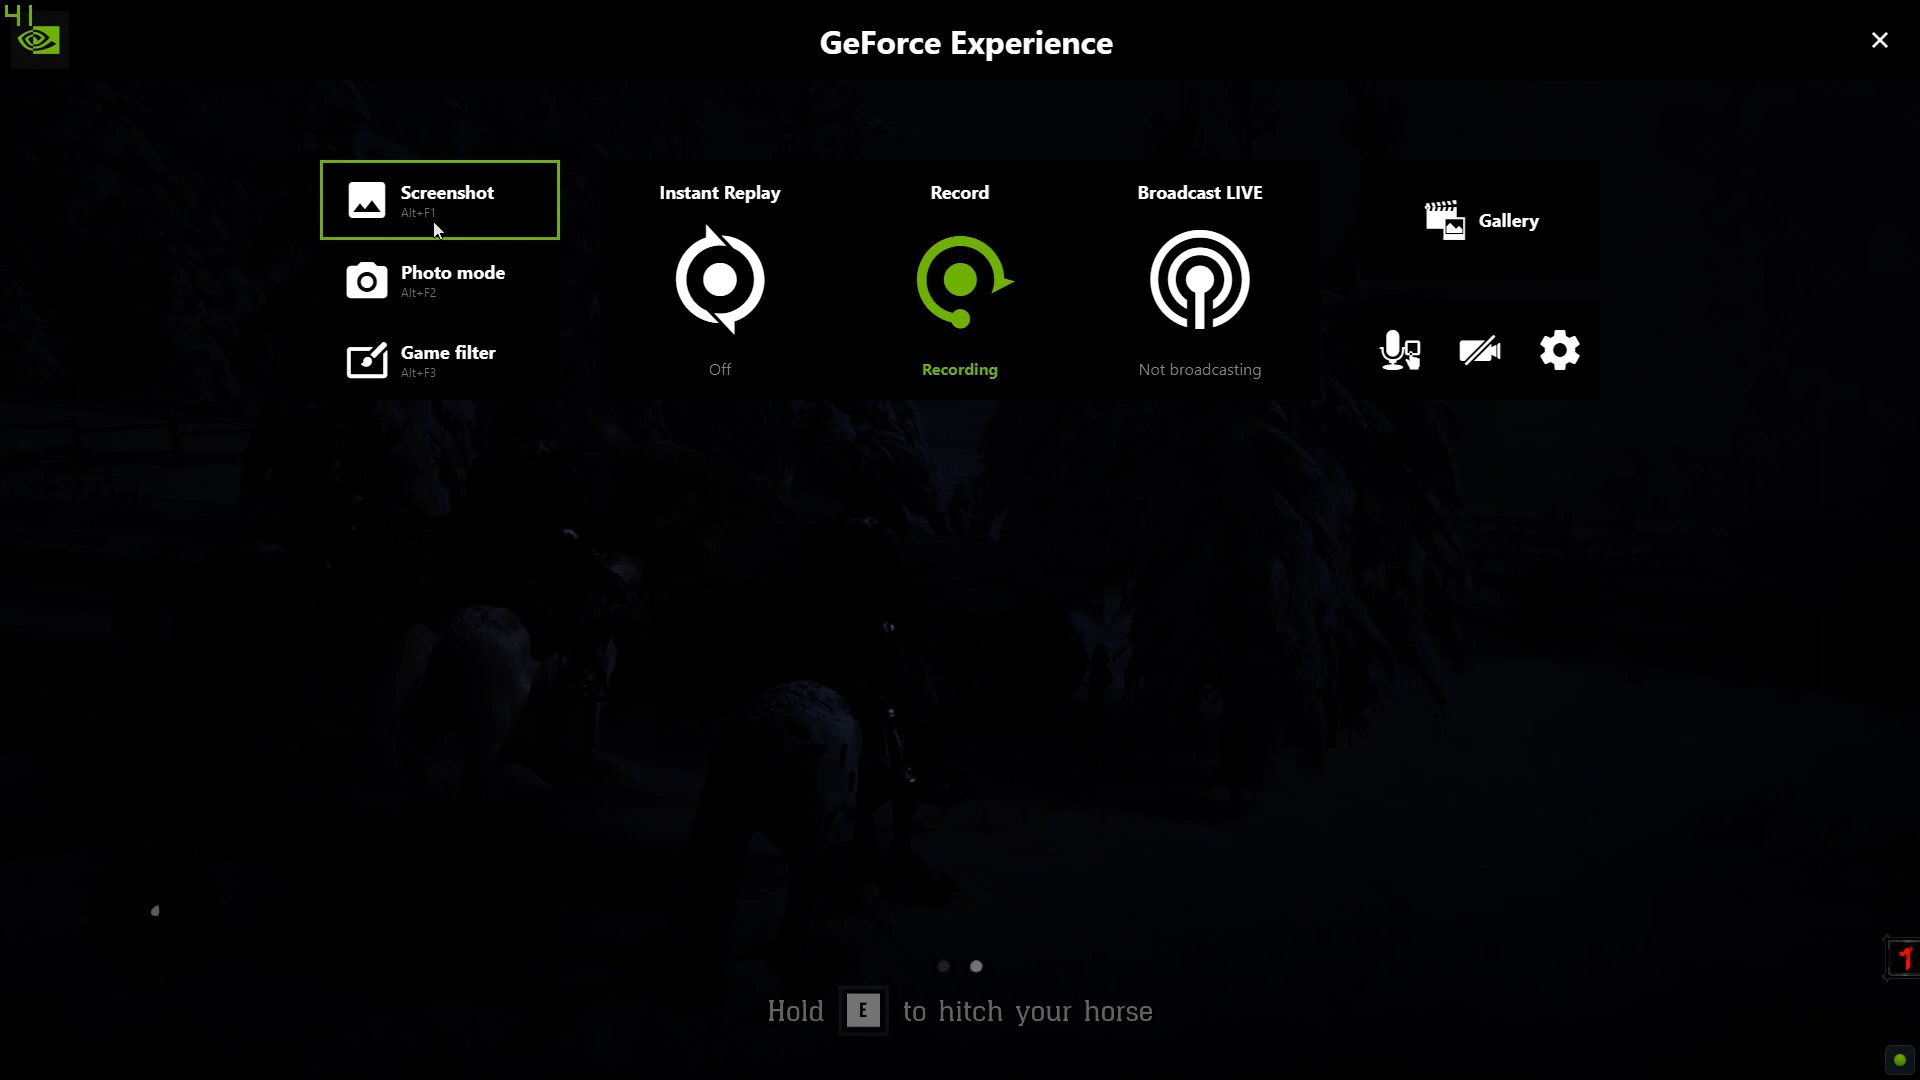 41
GeForce Experience
Screenshot
Alt+F1
Photo mode
Alt+F2
Game filter
Alt+F3
Instant Replay
Off
Record
Recording
Broadcast LIVE
Not broadcasting
Gallery
1
Hold E to hitch your horse